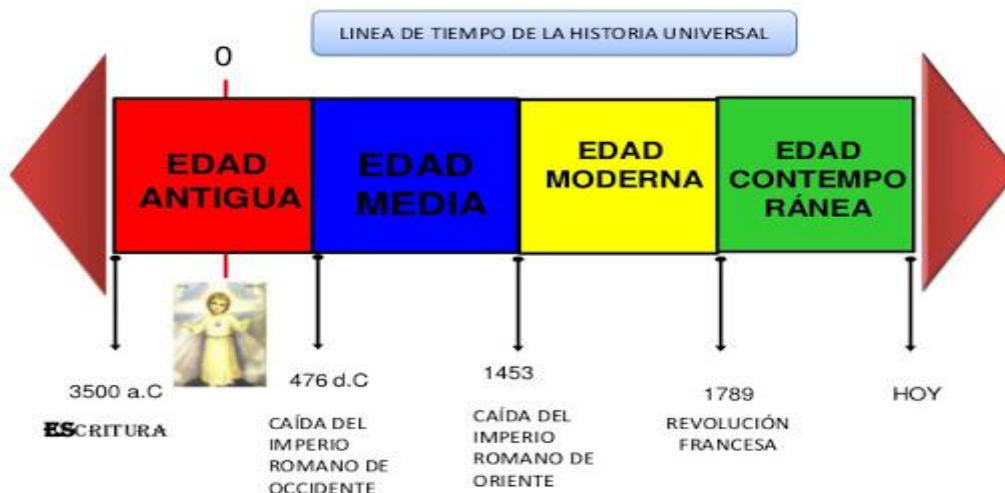 LINEA DE TIEMPO DE LA HISTORIA UNIVERSAL
0
EDAD
ANTIGUA
EDAD
MEDIA
EDAD
MODERNA
EDAD
CONTEMPO
RÁNEA
3500 a.C
ESCRITURA
476 d.C
CAÍDA DEL
IMPERIO
ROMANO DE
OCCIDENTE
1453
CAÍDA DEL
IMPERIO
ROMANO DE
ORIENTE
1789
REVOLUCIÓN
FRANCESA
HOY